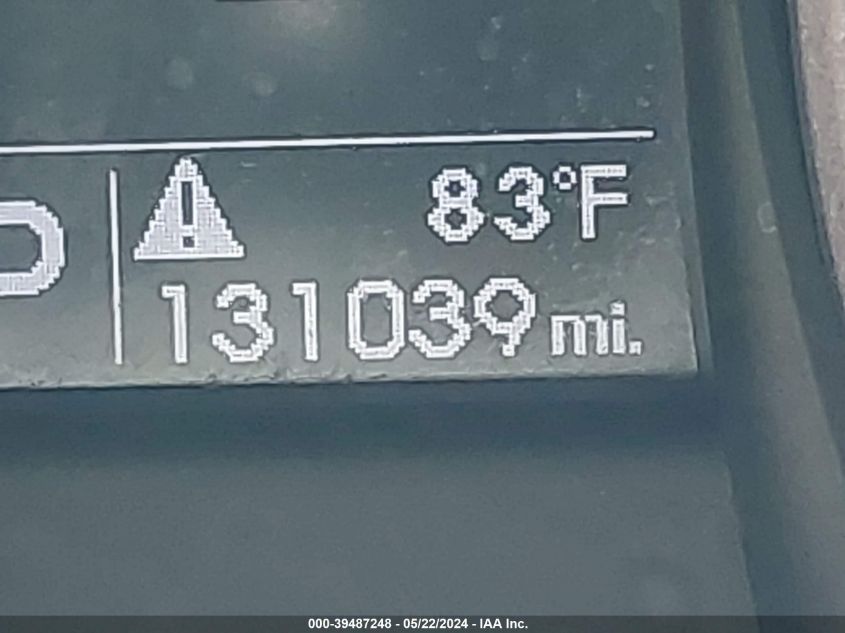 83°F
P
131039 mi.
000-39487248 - 05/22/2024 - IAA Inc.